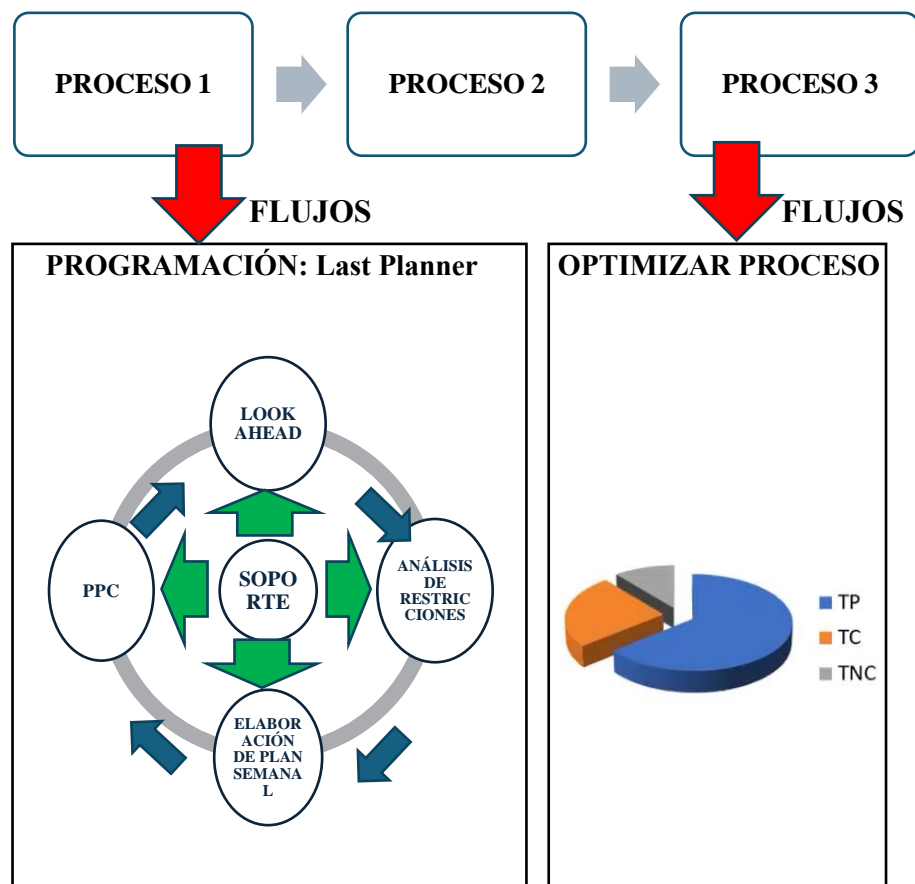 PROCESO 1
PROCESO 2
PROCESO 3
FLUJOS
FLUJOS
PROGRAMACIÓN: Last Planner
OPTIMIZAR PROCESO
LOOK
AHEAD
PPC
SOPO
RTE
ANÁLISIS
DE
RESTRIC
CIONES
ELABOR
ACIÓN
DE PLAN
SEMANA
L
TP
TC
TNC